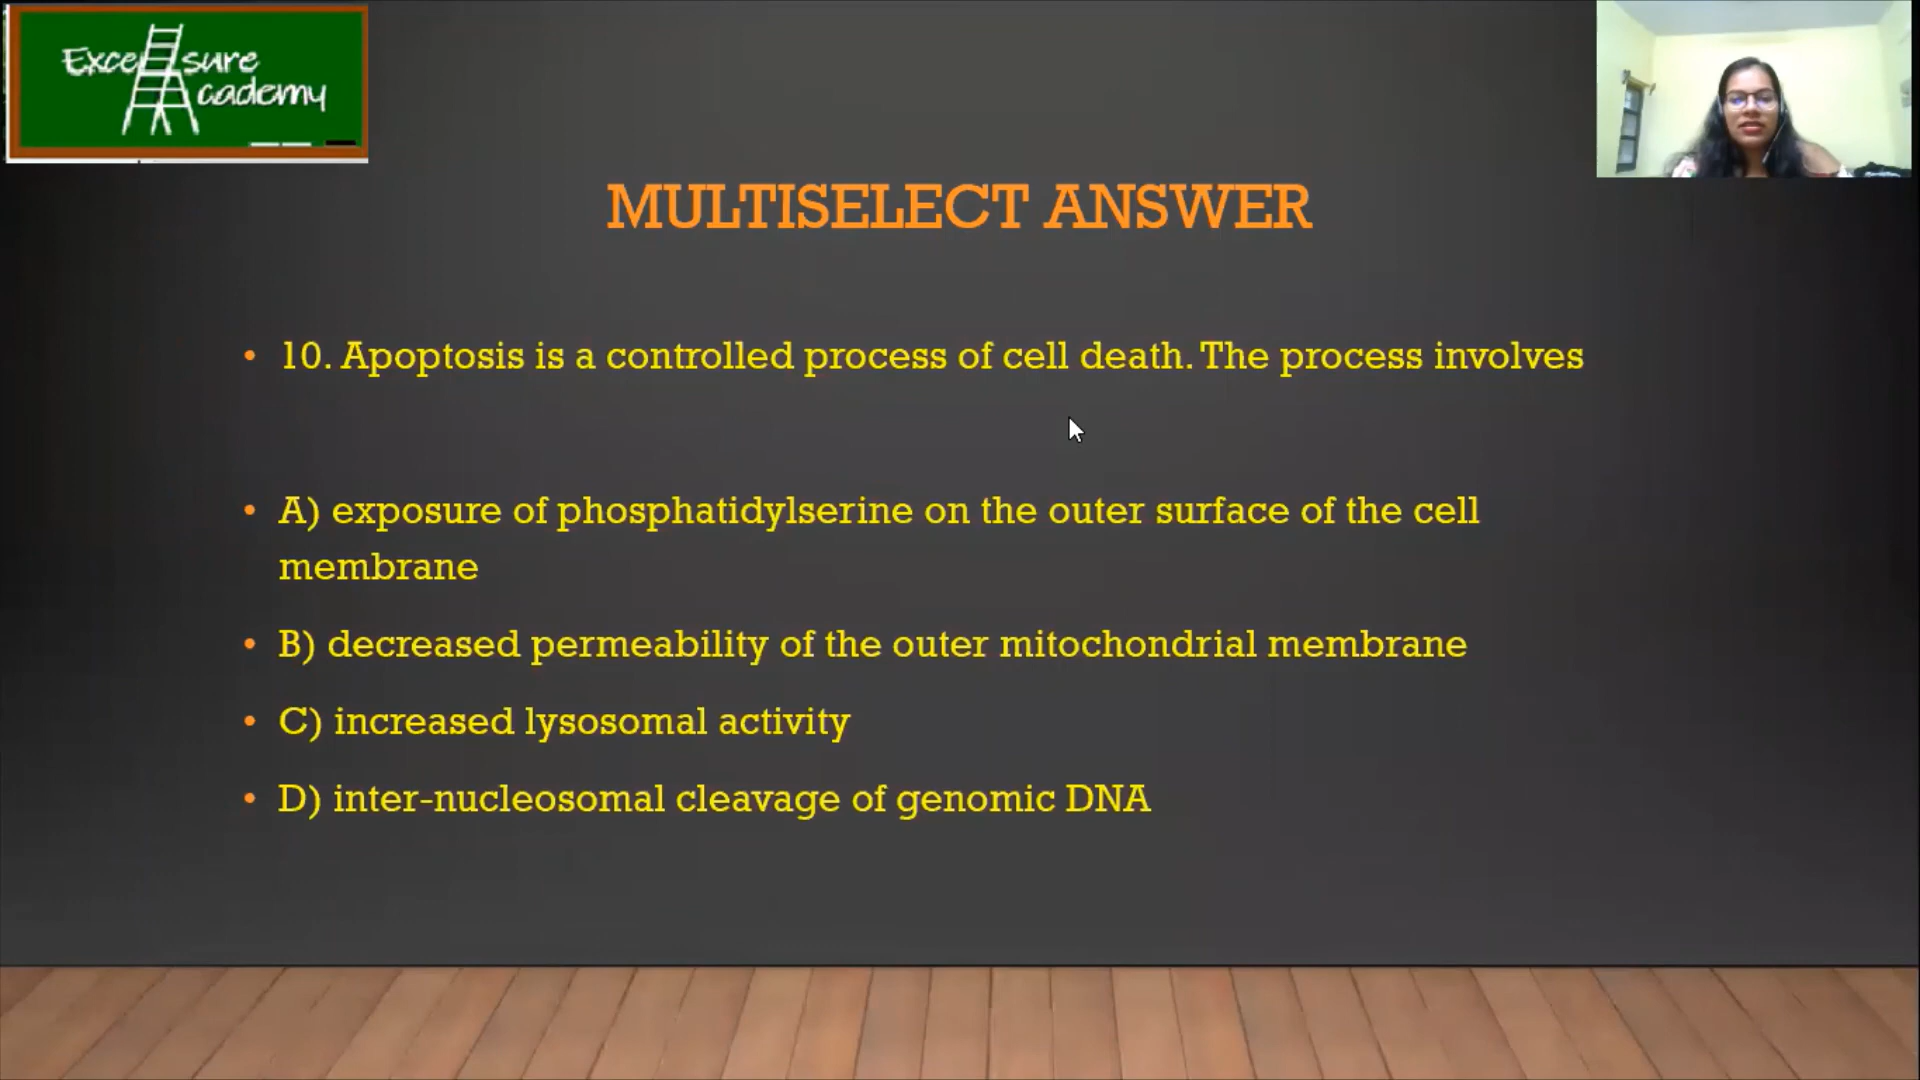 Excel sure
Academy
MULTISELECT ANSWER
• 10. Apoptosis is a controlled process of cell death. The process involves
• A) exposure of phosphatidylserine on the outer surface of the cell
membrane
• B) decreased permeability of the outer mitochondrial membrane
• C) increased lysosomal activity
• D) inter-nucleosomal cleavage of genomic DNA